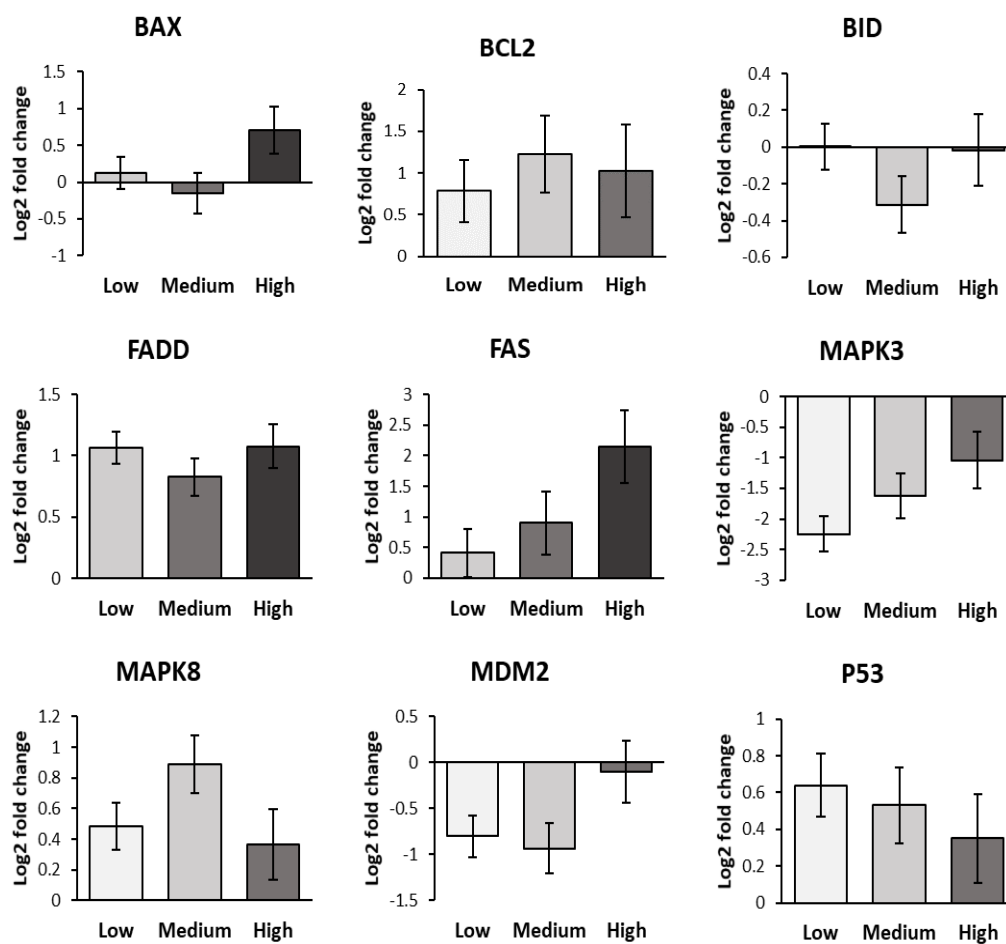 BAX
Log2 fold change
1.5
1
0.5
0
-0.5
-1
Low Medium High
BCL2
Log2 fold change
2
1.5
1
0.5
0
Low Medium High
BID
Log2 fold change
0.4
0.2
0
-0.2
-0.4
-0.6
Low Medium High
FADD
Log2 fold change
1.5
1
0.5
0
Low Medium High
FAS
Log2 fold change
3
2.5
2
1.5
1
0.5
0
Low Medium High
MAPK3
Log2 fold change
0
-0.5
-1
-1.5
-2
-2.5
-3
Low Medium High
MAPK8
Log2 fold change
1.2
1
0.8
0.6
0.4
0.2
0
Low Medium High
MDM2
Log2 fold change
0.5
0
-0.5
-1
-1.5
Low Medium High
P53
Log2 fold change
1
0.8
0.6
0.4
0.2
0
Low Medium High